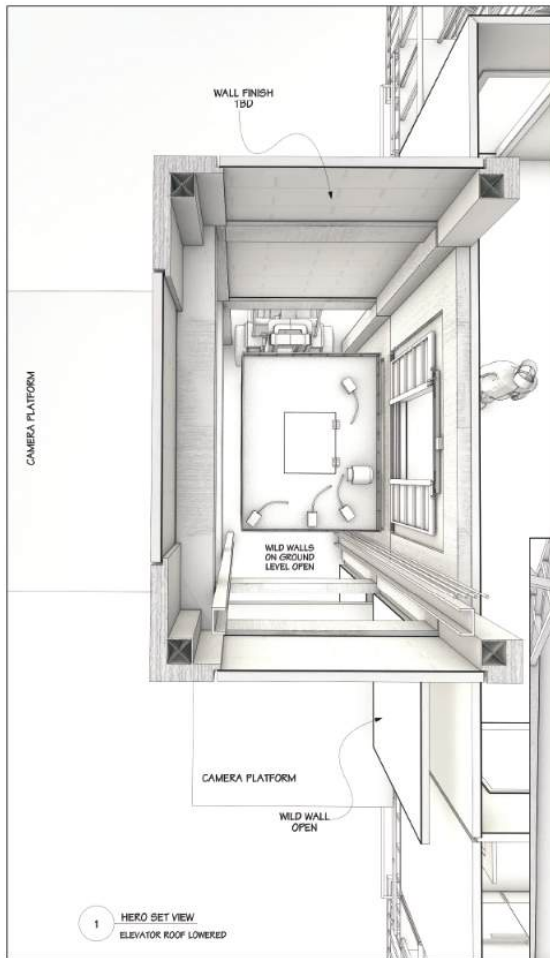 WALL FINISH
TBD
CAMERA PLATFORM
WILD WALLS
ON GROUND
LEVEL OPEN
CAMERA PLATFORM
WILD WALL
OPEN
1
HERO SET VIEW
ELEVATOR ROOF LOWERED